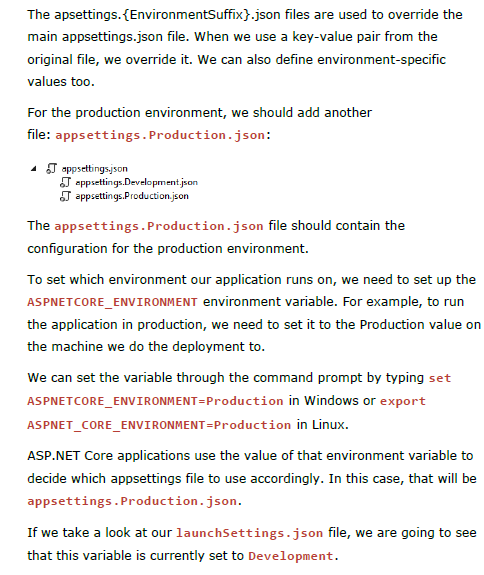 The apsettings.{EnvironmentSuffix}.json files are used to override the
main appsettings.json file. When we use a key-value pair from the
original file, we override it. We can also define environment-specific
values too.
For the production environment, we should add another
file: appsettings.Production.json:
appsettings.json
appsettings.Development.json
appsettings.Production.json
The appsettings.Production.json file should contain the
configuration for the production environment.
To set which environment our application runs on, we need to set up the
ASPNETCORE_ENVIRONMENT environment variable. For example, to run
the application in production, we need to set it to the Production value on
the machine we do the deployment to.
We can set the variable through the command prompt by typing set
ASPNETCORE_ENVIRONMENT=Production in Windows or export
ASPNET_CORE_ENVIRONMENT=Production in Linux.
ASP.NET Core applications use the value of that environment variable to
decide which appsettings file to use accordingly. In this case, that will be
appsettings.Production.json.
If we take a look at our launchSettings.json file, we are going to see
that this variable is currently set to Development.